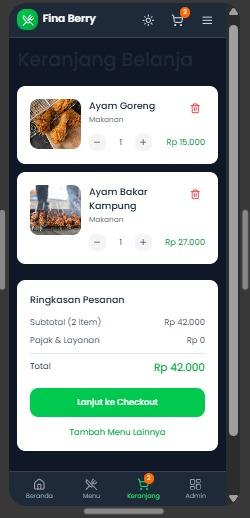 Fina Berry
2
Keranjang Belanja
Ayam Goreng
Makanan
1
Rp 15.000
Ayam Bakar
Kampung
Makanan
1
Rp 27.000
Ringkasan Pesanan
Subtotal (2 item) Rp 42.000
Pajak & Layanan Rp 0
Total Rp 42.000
Lanjut ke Checkout
Tambah Menu Lainnya
2
Beranda Menu Keranjang Admin